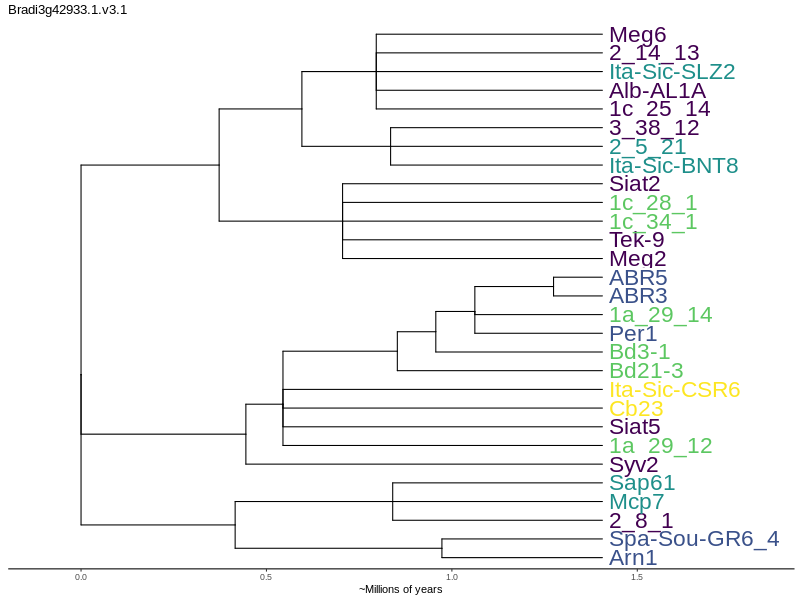 Bradi3g42933.1.v3.1
Meg6
2_14_13
Ita-Sic-SLZ2
Alb-AL1A
1c_25_14
3_38_12
2_5_21
Ita-Sic-BNT8
Siat2
1c_28_1
1c_34_1
Tek-9
Meg2
ABR5
ABR3
1a_29_14
Per1
Bd3-1
Bd21-3
Ita-Sic-CSR6
Cb23
Siat5
1a_29_12
Syv2
Sap61
Mcp7
2_8_1
Spa-Sou-GR6_4
Arn1
0.0 0.5 1.0 1.5
~Millions of years